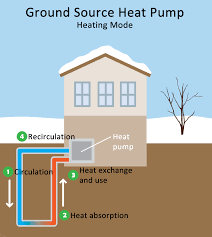 Ground Source Heat Pump
Heating Mode
4 Recirculation
Heat
pump
1 Circulation
3 Heat exchange
and use
2 Heat absorption